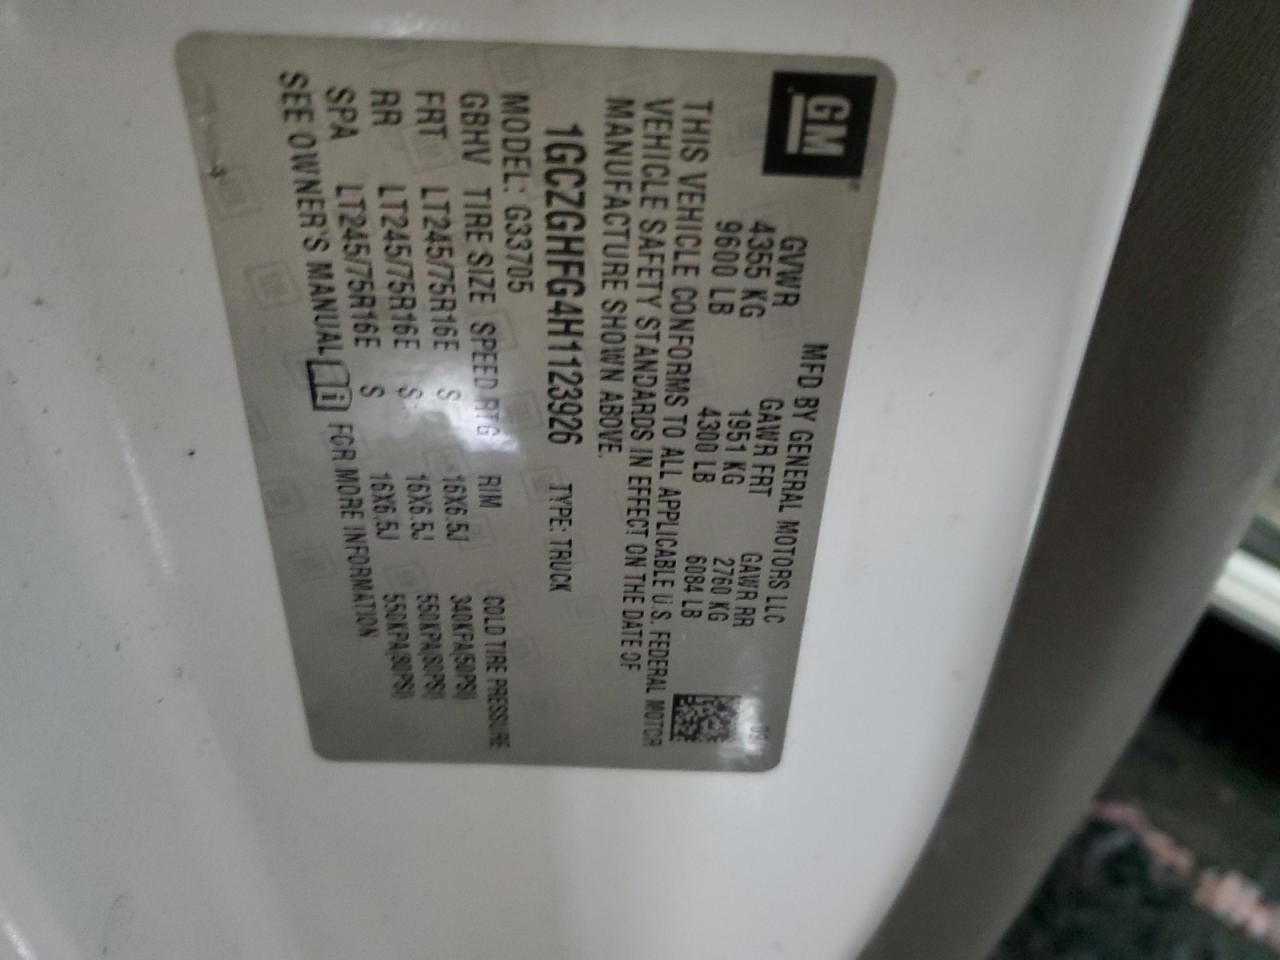 GM
MFD BY GENERAL MOTORS LLC
GVWR GAWR FRT GAWR RR
4355 KG 1951 KG 2760 KG
9600 LB 4300 LB 6084 LB
THIS VEHICLE CONFORMS TO ALL APPLICABLE U.S. FEDERAL MOTOR
VEHICLE SAFETY STANDARDS IN EFFECT ON THE DATE OF
MANUFACTURE SHOWN ABOVE.
1GCZGHFG4H1123926 TYPE: TRUCK
MODEL: G33705
GBHV TIRE SIZE SPEED RTG RIM COLD TIRE PRESSURE
FRT LT245/75R16E S 16X6.5J 340KPA(50PSI)
RR LT245/75R16E S 16X6.5J 550KPA(80PSI)
SPA LT245/75R16E S 16X6.5J 550KPA(80PSI)
SEE OWNER'S MANUAL FOR MORE INFORMATION